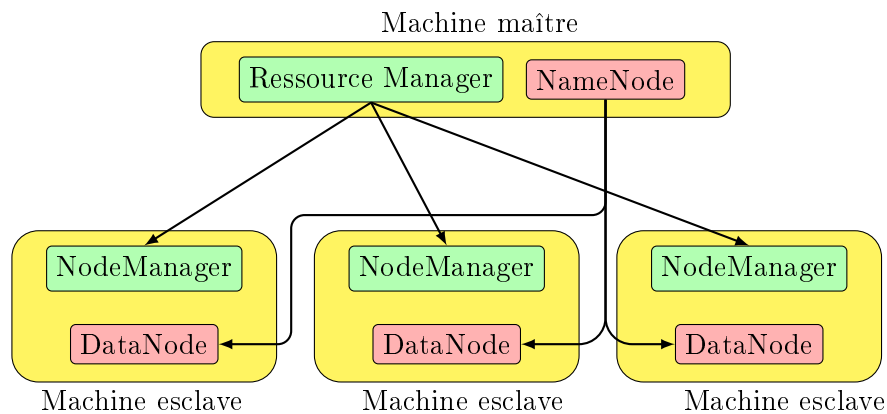 Machine maître
Ressource Manager NameNode
NodeManager NodeManager NodeManager
DataNode DataNode DataNode
Machine esclave Machine esclave Machine esclave